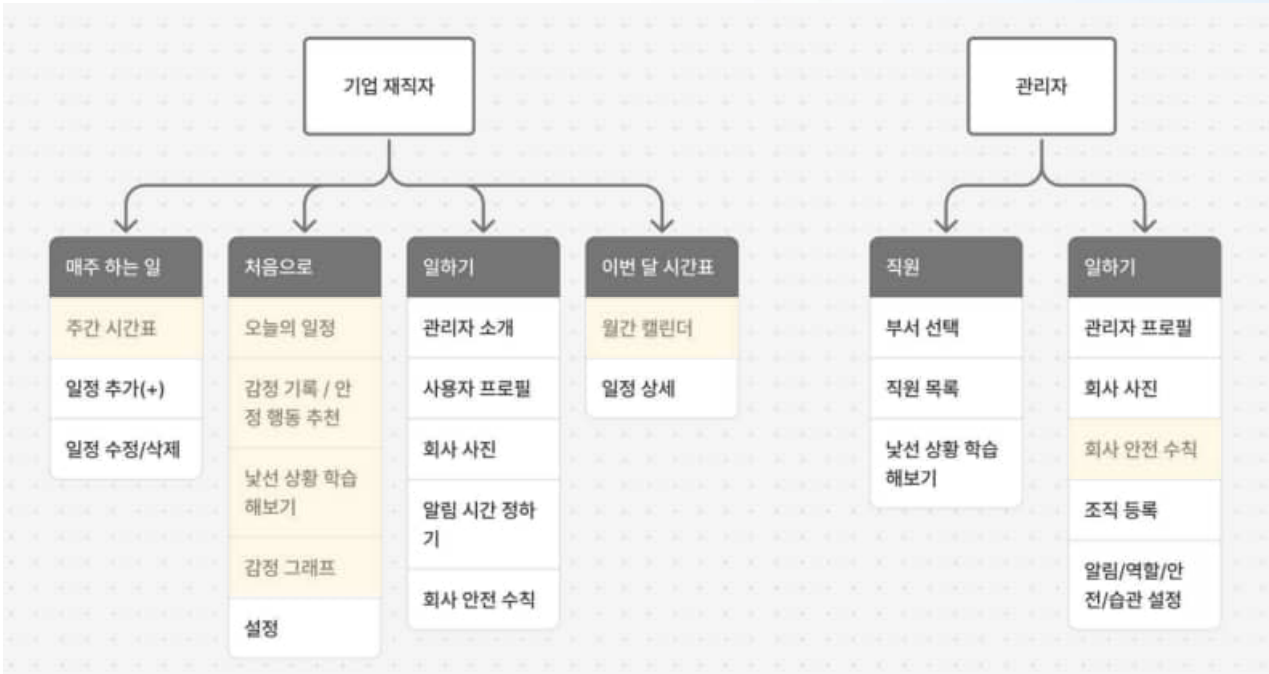 기업 재직자
관리자
매주 하는 일
주간 시간표
일정 추가(+)
일정 수정/삭제
처음으로
오늘의 일정
감정 기록 / 안
정 행동 추천
낯선 상황 학습
해보기
감정 그래프
설정
일하기
관리자 소개
사용자 프로필
회사 사진
알림 시간 정하
기
회사 안전 수칙
이번 달 시간표
월간 캘린더
일정 상세
직원
부서 선택
직원 목록
낯선 상황 학습
해보기
일하기
관리자 프로필
회사 사진
회사 안전 수칙
조직 등록
알림/역할/안
전/습관 설정